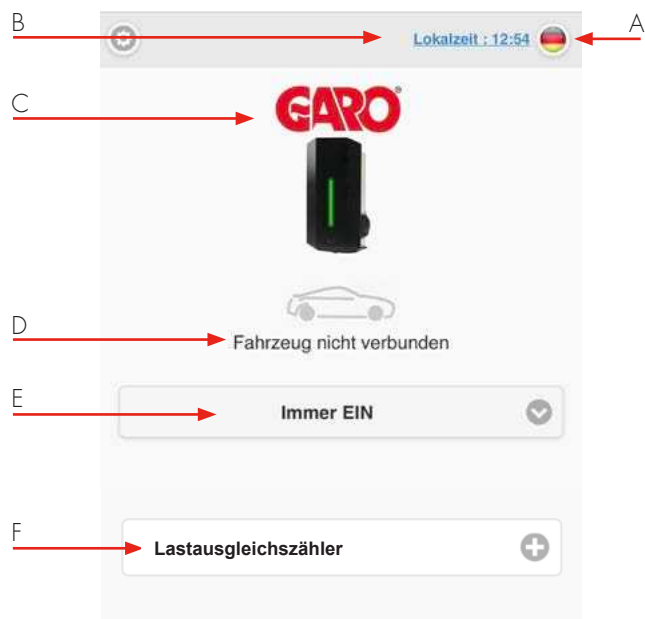 B
Lokalzeit : 12:54
A
C
GARO®
D
Fahrzeug nicht verbunden
E
Immer EIN
F
Lastausgleichszähler